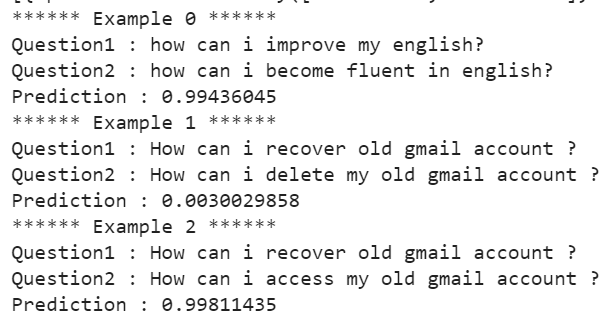 ****** Example 0 ******
Question1 : how can i improve my english?
Question2 : how can i become fluent in english?
Prediction : 0.99436045
****** Example 1 ******
Question1 : How can i recover old gmail account ?
Question2 : How can i delete my old gmail account ?
Prediction : 0.0030029858
****** Example 2 ******
Question1 : How can i recover old gmail account ?
Question2 : How can i access my old gmail account ?
Prediction : 0.99811435